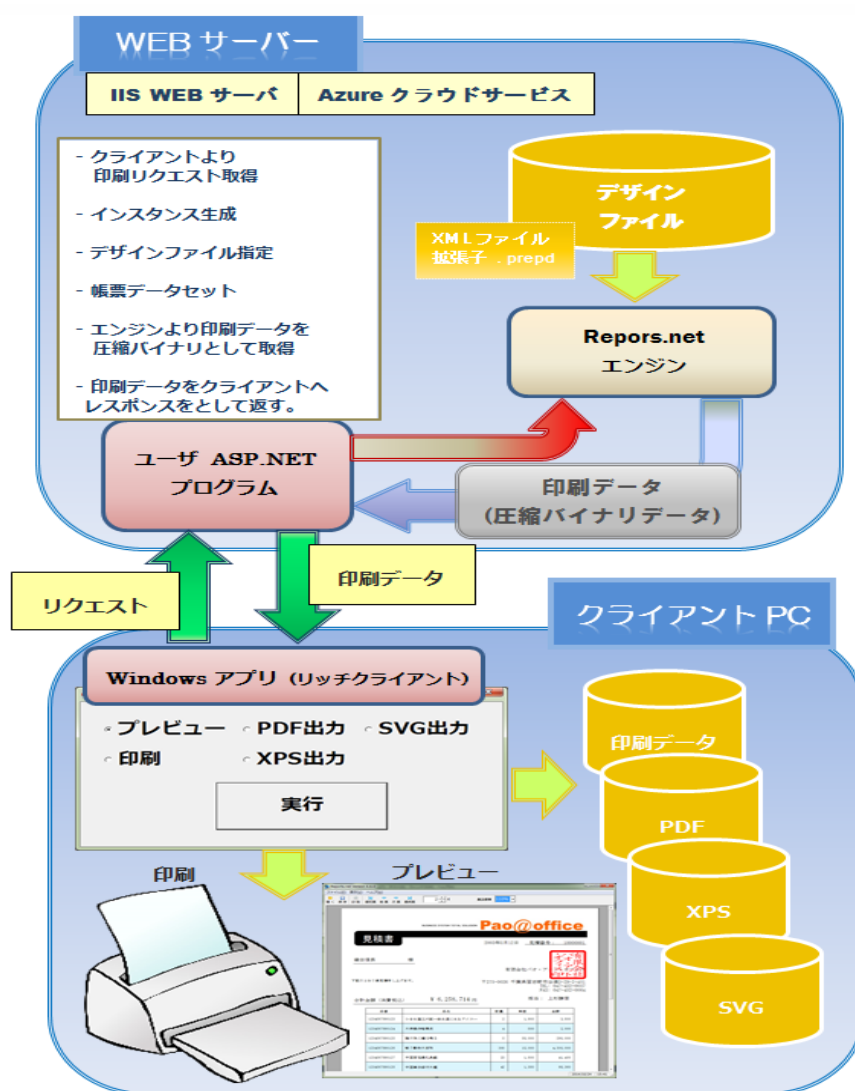 WEB サーバー
IIS WEB サーバ
Azure クラウドサービス
- クライアントより
印刷リクエスト取得
- インスタンス生成
- デザインファイル指定
- 帳票データセット
- エンジンより印刷データを
圧縮バイナリとして取得
- 印刷データをクライアントへ
レスポンスをとして返す。
デザイン
ファイル
XMLファイル
拡張子 . prepd
Repors.net
エンジン
ユーザ ASP.NET
プログラム
印刷データ
(圧縮バイナリデータ)
リクエスト
印刷データ
クライアント PC
Windows アプリ (リッチクライアント)
プレビュー
PDF出力
SVG出力
印刷
XPS出力
実行
印刷データ
PDF
XPS
SVG
印刷
プレビュー
Pao@office
見積書